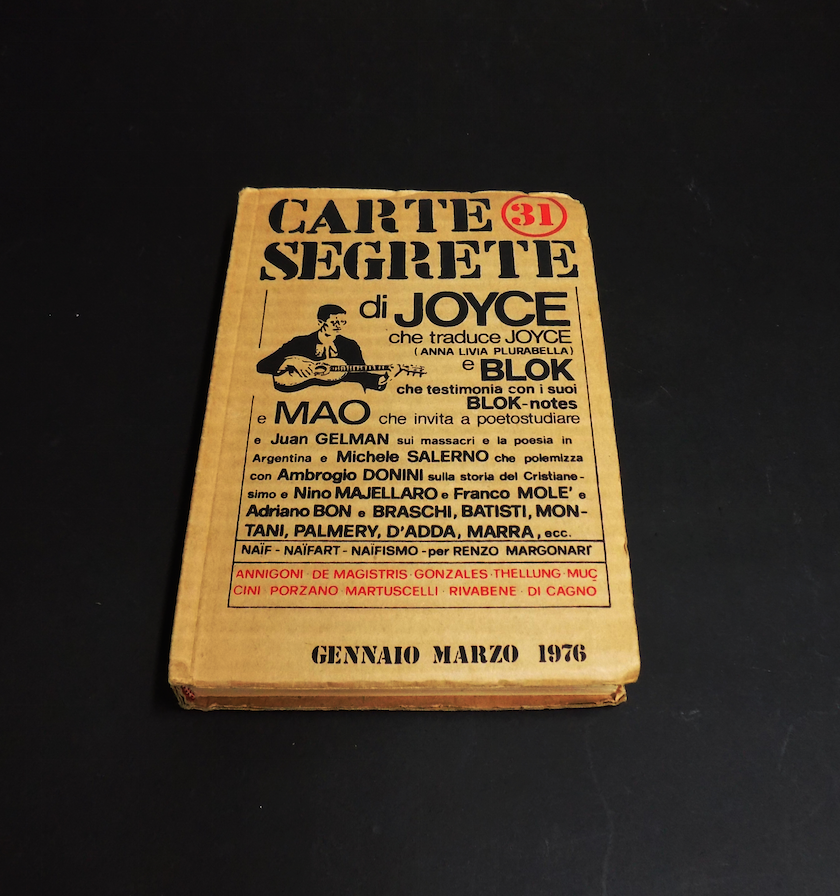 CARTE 31
SEGRETE
di JOYCE
che traduce JOYCE
(ANNA LIVIA PLURABELLA)
e BLOK
che testimonia con i suoi
BLOK-notes
e MAO che invita a poetostudiare
e Juan GELMAN sui massacri e la poesia in
Argentina e Michele SALERNO che polemizza
con Ambrogio DONINI sulla storia del Cristiane-
simo e Nino MAJELLARO e Franco MOLE' e
Adriano BON e BRASCHI, BATISTI, MON-
TANI, PALMERY, D'ADDA, MARRA, ecc.
NAÏF - NAÏFART - NAÏFISMO - per RENZO MARGONARI
ANNIGONI · DE MAGISTRIS · GONZALES · THELLUNG · MUC
CINI · PORZANO · MARTUSCELLI · RIVABENE · DI CAGNO
GENNAIO MARZO 1976